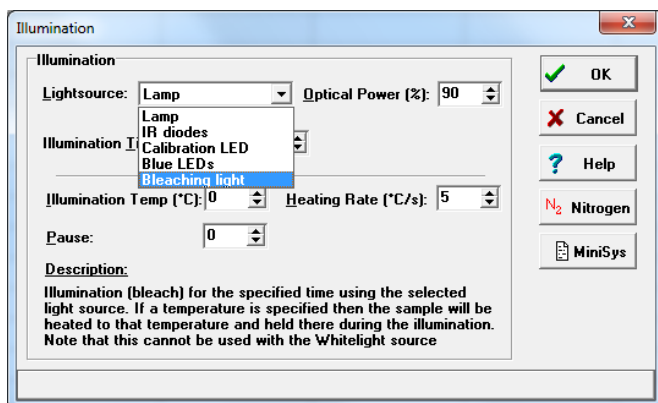 Illumination
Illumination
Lightsource: Lamp Optical Power (%): 90
Lamp
IR diodes
Calibration LED
Blue LEDs
Bleaching light
Illumination
Illumination Temp (°C): 0 Heating Rate (°C/s): 5
Pause: 0
Description:
Illumination (bleach) for the specified time using the selected
light source. If a temperature is specified then the sample will be
heated to that temperature and held there during the illumination.
Note that this cannot be used with the Whitelight source
OK
Cancel
? Help
N2 Nitrogen
MiniSys